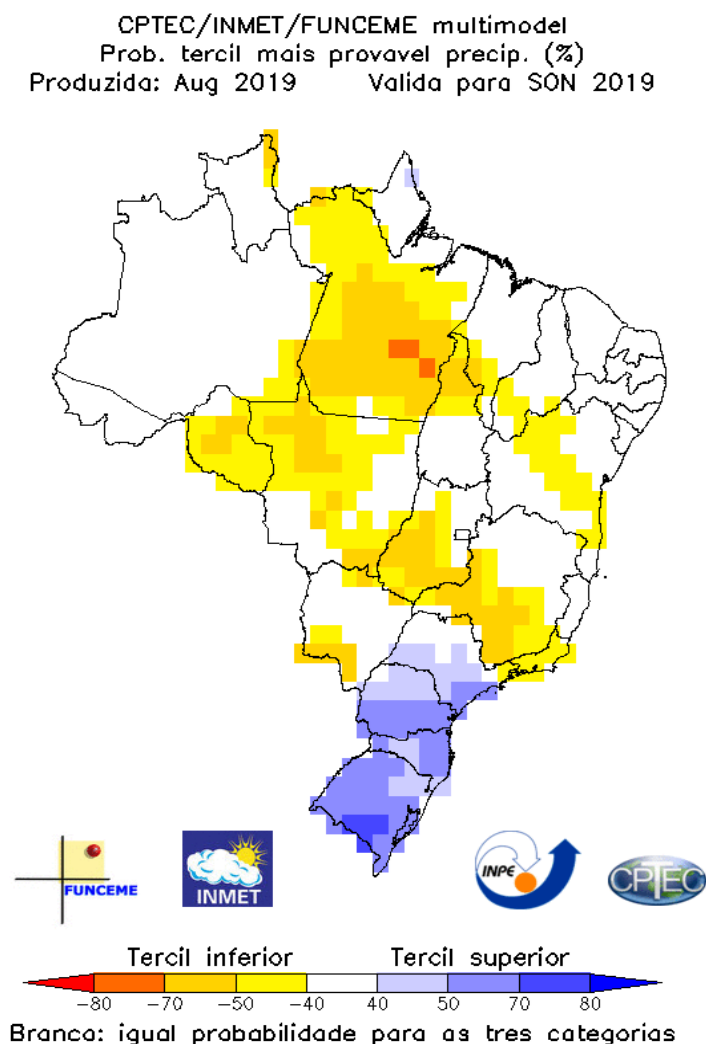 CPTEC/INMET/FUNCEME multimodel
Prob. tercil mais provavel precip. (%)
Produzida: Aug 2019 Valida para SON 2019
FUNCEME
INMET
INPE
CPTEC
Tercil inferior Tercil superior
-80 -70 -50 -40 40 50 70 80
Branca: igual probabilidade para as tres categorias